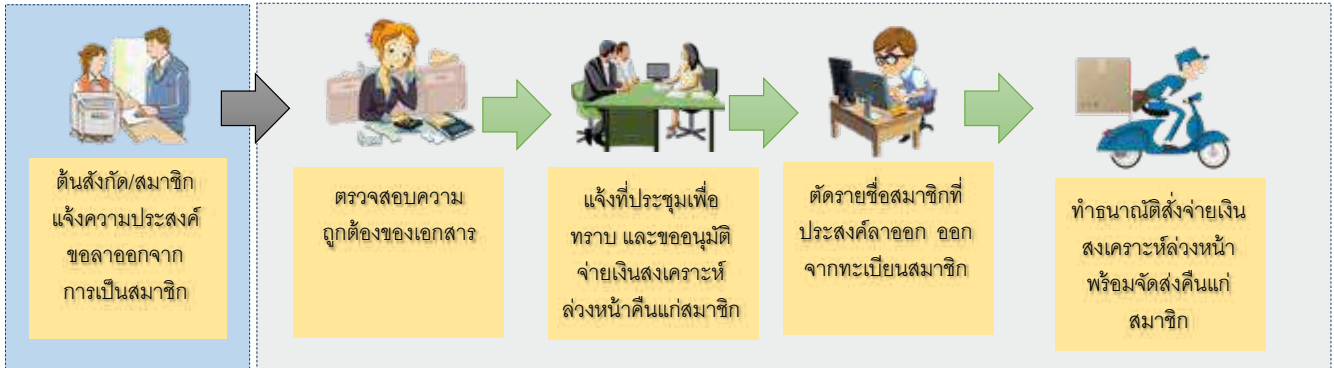 ต้นสังกัด/สมาชิก
แจ้งความประสงค์
ขอลาออกจาก
การเป็นสมาชิก
ตรวจสอบความ
ถูกต้องของเอกสาร
แจ้งที่ประชุมเพื่อ
ทราบ และขออนุมัติ
จ่ายเงินสงเคราะห์
ล่วงหน้าคืนแก่สมาชิก
ตัดรายชื่อสมาชิกที่
ประสงค์ลาออก ออก
จากทะเบียนสมาชิก
ทำธนาณัติสั่งจ่ายเงิน
สงเคราะห์ล่วงหน้า
พร้อมจัดส่งคืนแก่
สมาชิก